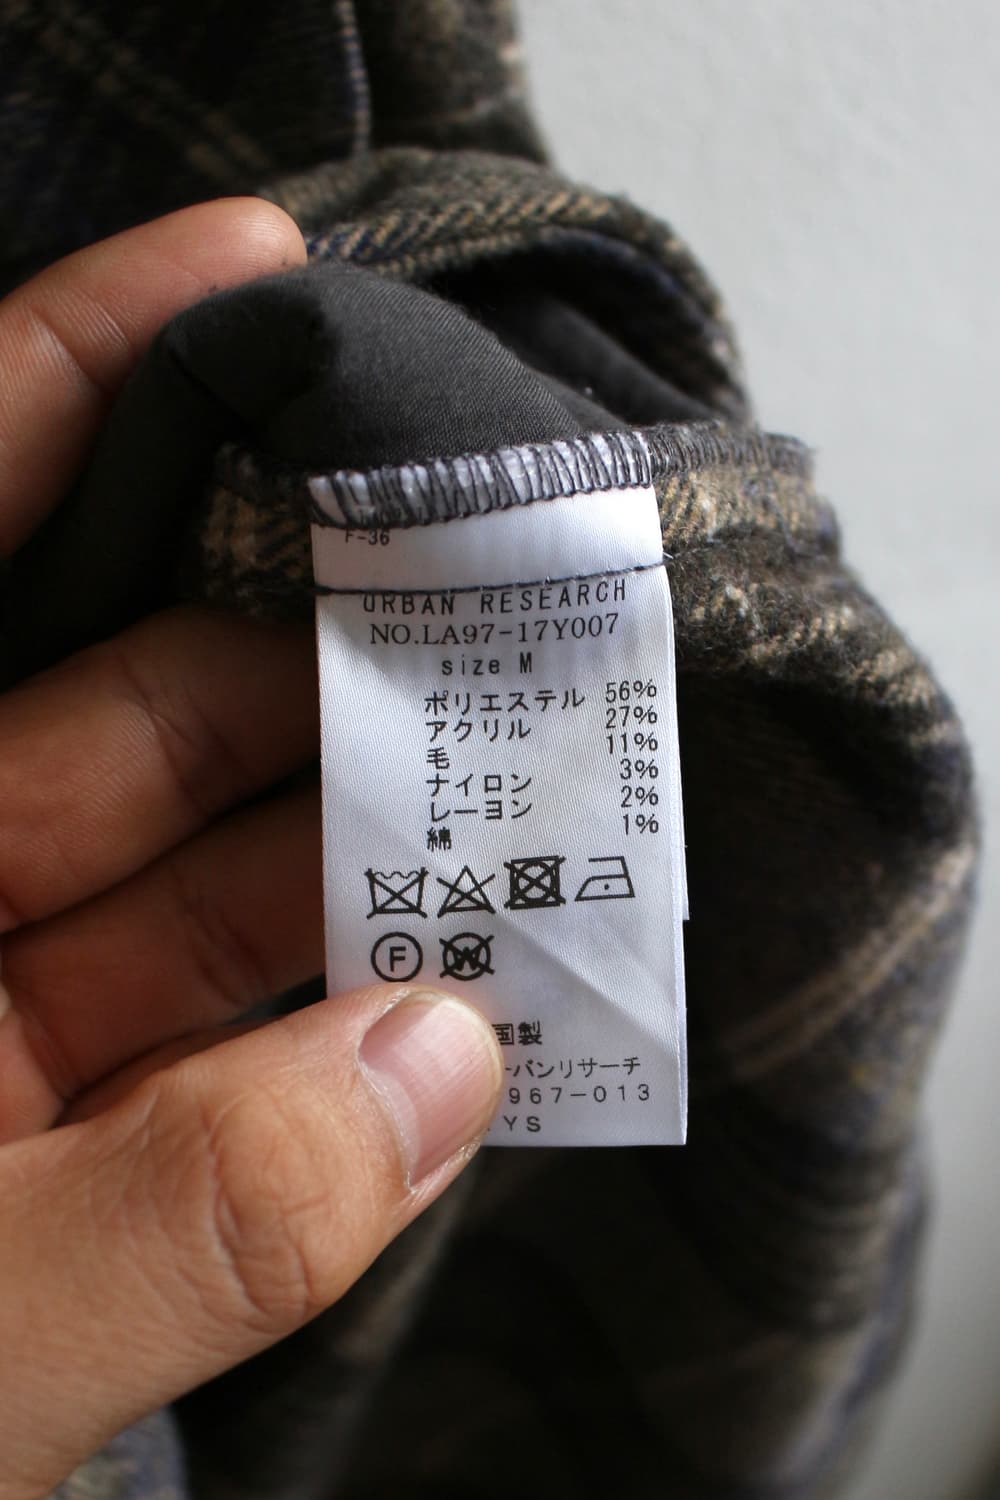 F-36
URBAN RESEARCH
NO.LA97-17Y007
size M
ポリエステル 56%
アクリル 27%
毛 11%
ナイロン 3%
レーヨン 2%
綿 1%
F W
国製
ーバンリサーチ
967-013
YS